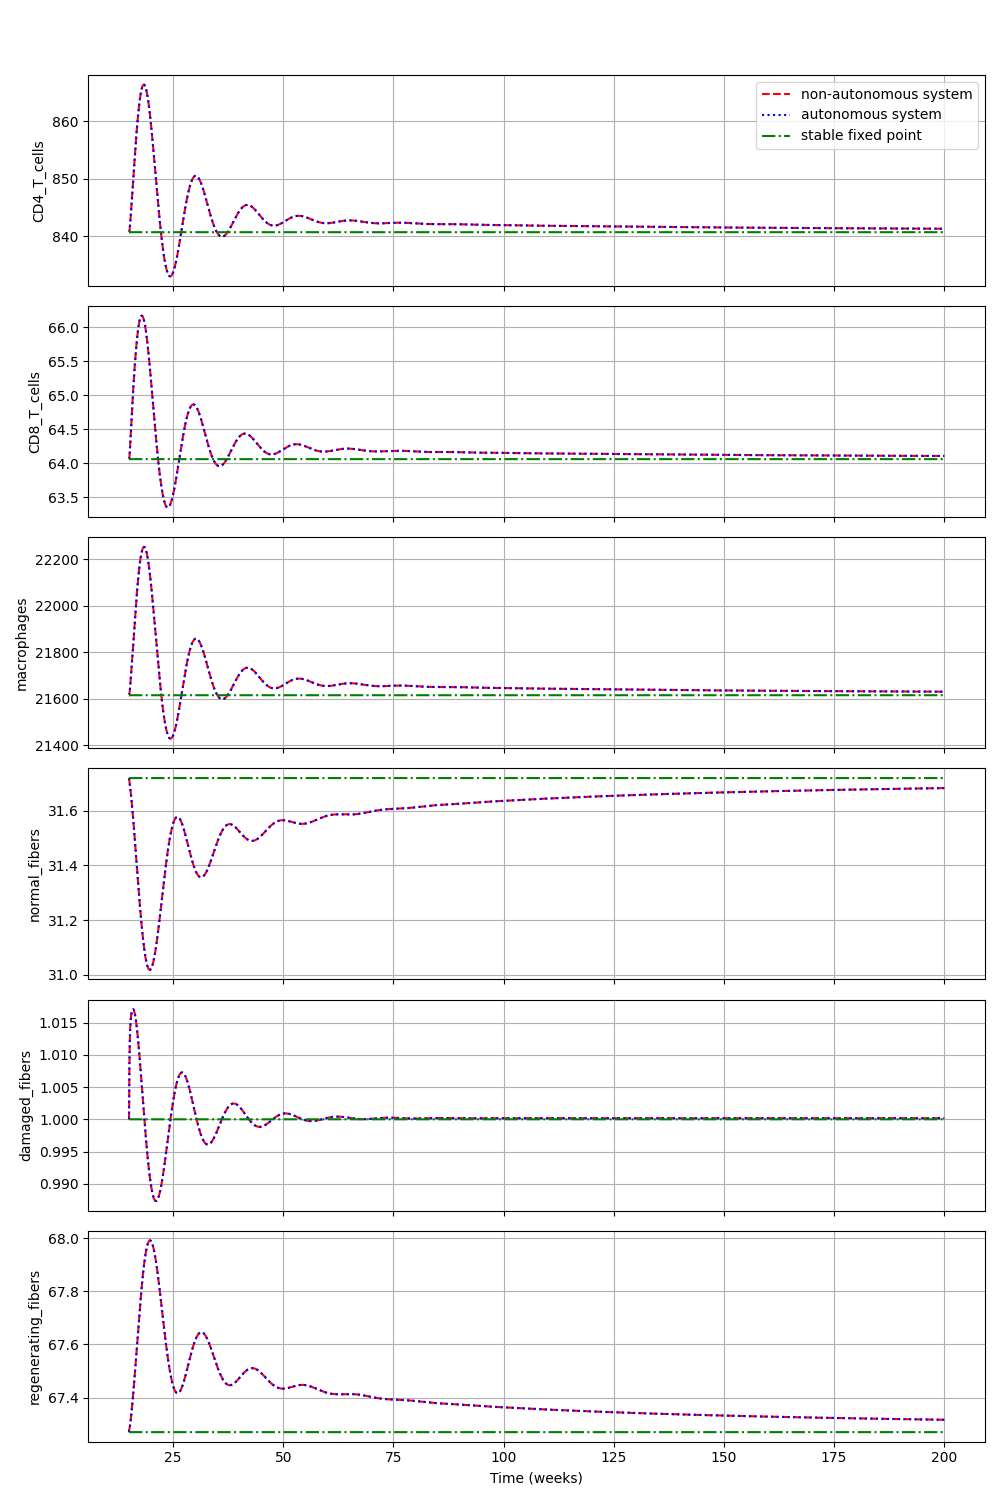 non-autonomous system
autonomous system
stable fixed point
860
850
840
CD4_T_cells
66.0
65.5
65.0
64.5
64.0
63.5
CD8_T_cells
22200
22000
21800
21600
21400
macrophages
31.6
31.4
31.2
31.0
normal_fibers
1.015
1.010
1.005
1.000
0.995
0.990
damaged_fibers
68.0
67.8
67.6
67.4
regenerating_fibers
25 50 75 100 125 150 175 200
Time (weeks)